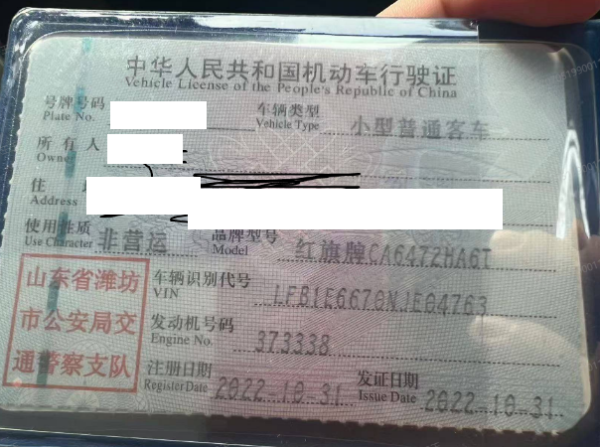 中华人民共和国机动车行驶证
Vehicle License of the People's Republic of China
号牌号码 车辆类型 小型普通客车
Plate No. Vehicle Type
所有人
Owner
住
Address
使用性质 非营运 品牌型号 红旗牌CA6472HA6T
Use Character Model
山东省潍坊
市公安局交
通警察支队
车辆识别代号 LFB1E6670NJE04763
VIN
发动机号码 373338
Engine No.
注册日期 2022-10-31 发证日期 2022-10-31
Register Date Issue Date